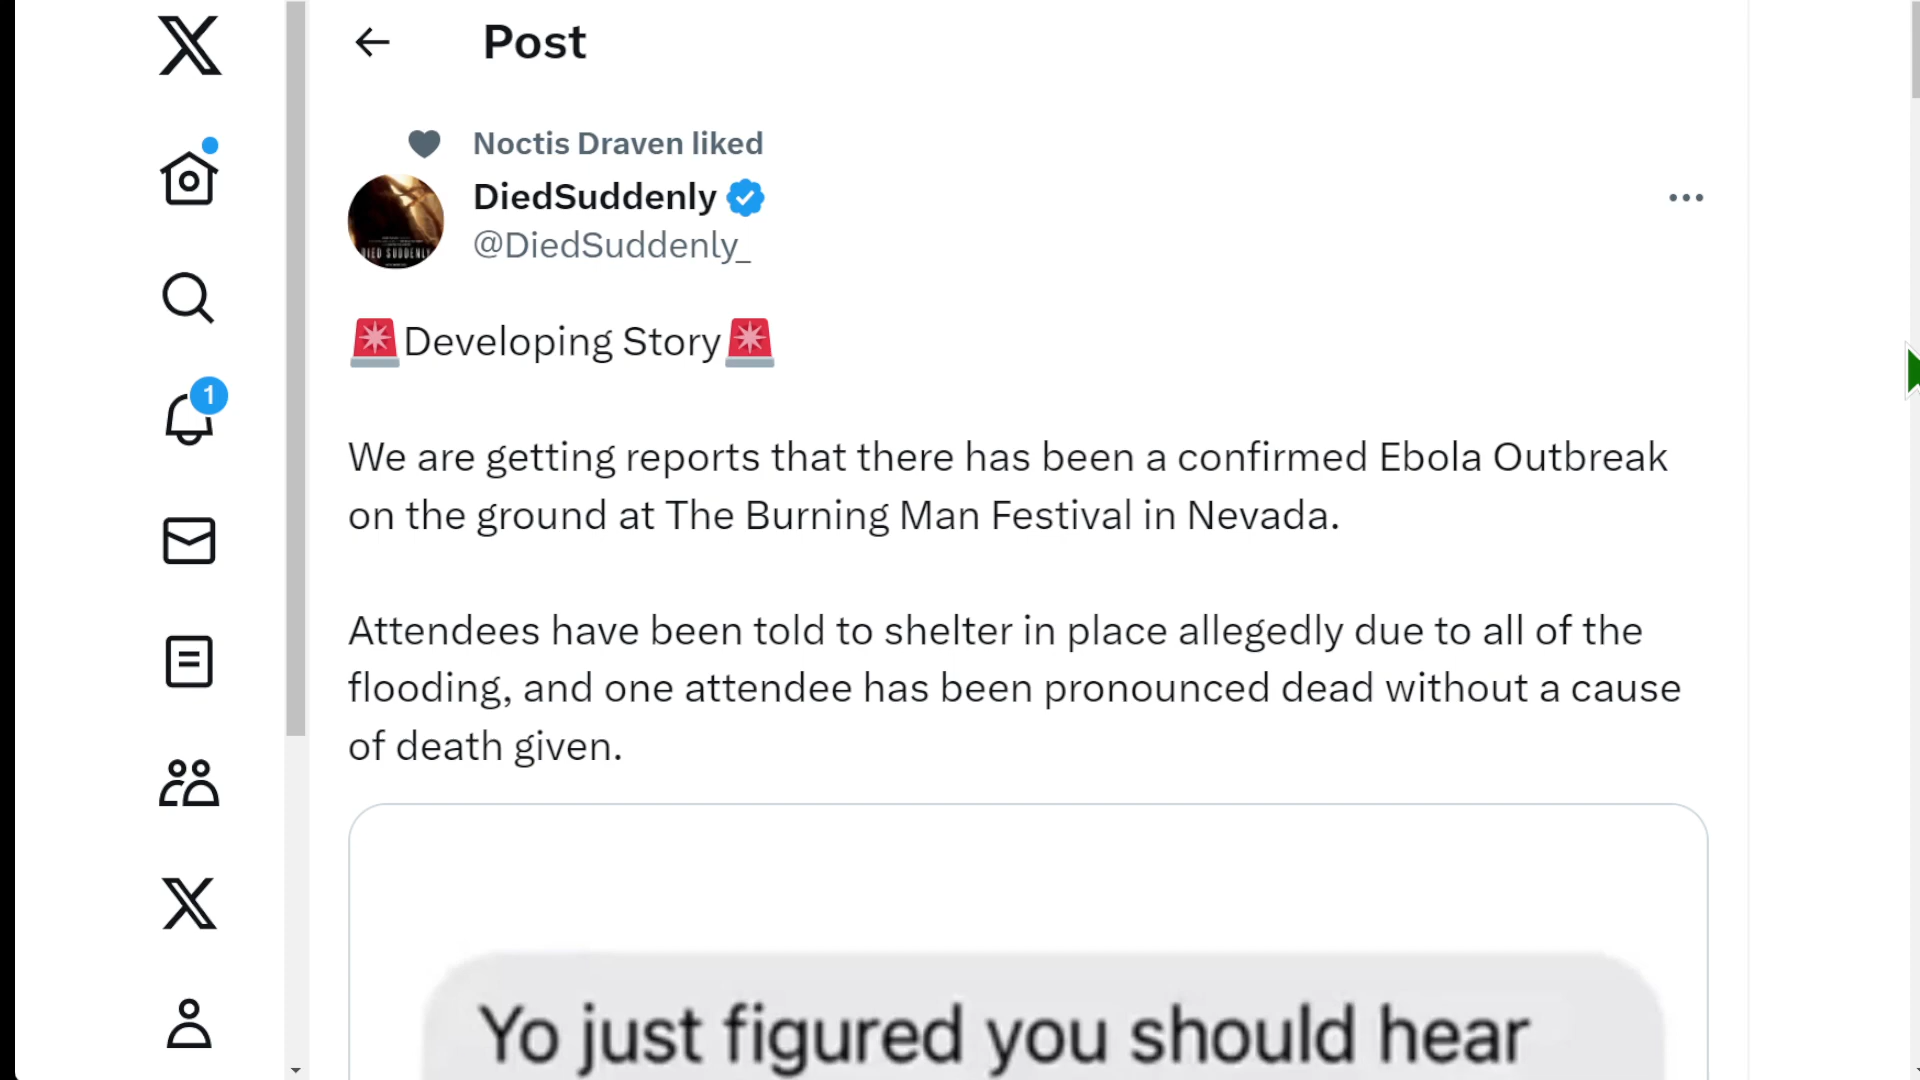 Post
Noctis Draven liked
DiedSuddenly
@DiedSuddenly_
DIED SUDDENLY
🚨Developing Story🚨
1
We are getting reports that there has been a confirmed Ebola Outbreak
on the ground at The Burning Man Festival in Nevada.
Attendees have been told to shelter in place allegedly due to all of the
flooding, and one attendee has been pronounced dead without a cause
of death given.
Yo just figured you should hear